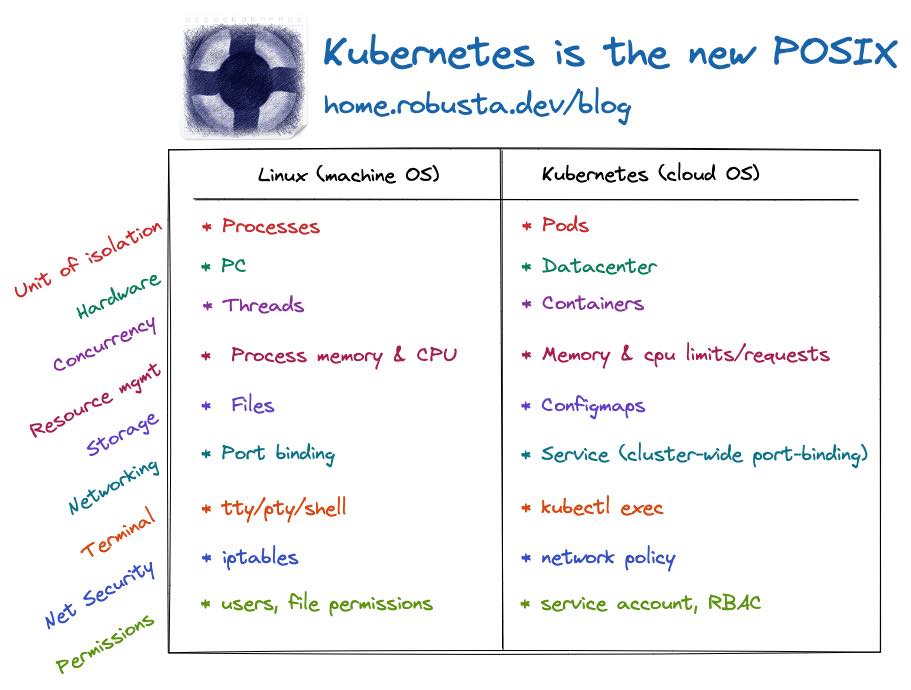 Kubernetes is the new POSIX
home.robusta.dev/blog
Linux (machine OS) Kubernetes (cloud OS)
Unit of isolation * Processes * Pods
Hardware * PC * Datacenter
Concurrency * Threads * Containers
Resource mgmt * Process memory & CPU * Memory & cpu limits/requests
Storage * Files * Configmaps
Networking * Port binding * Service (cluster-wide port-binding)
Terminal * tty/pty/shell * kubectl exec
Net Security * iptables * network policy
Permissions * users, file permissions * service account, RBAC